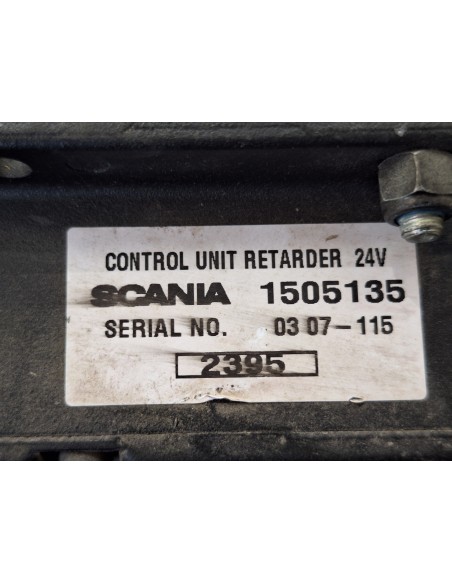 CONTROL UNIT RETARDER 24V
SCANIA 1505135
SERIAL NO. 03 07-115
2395